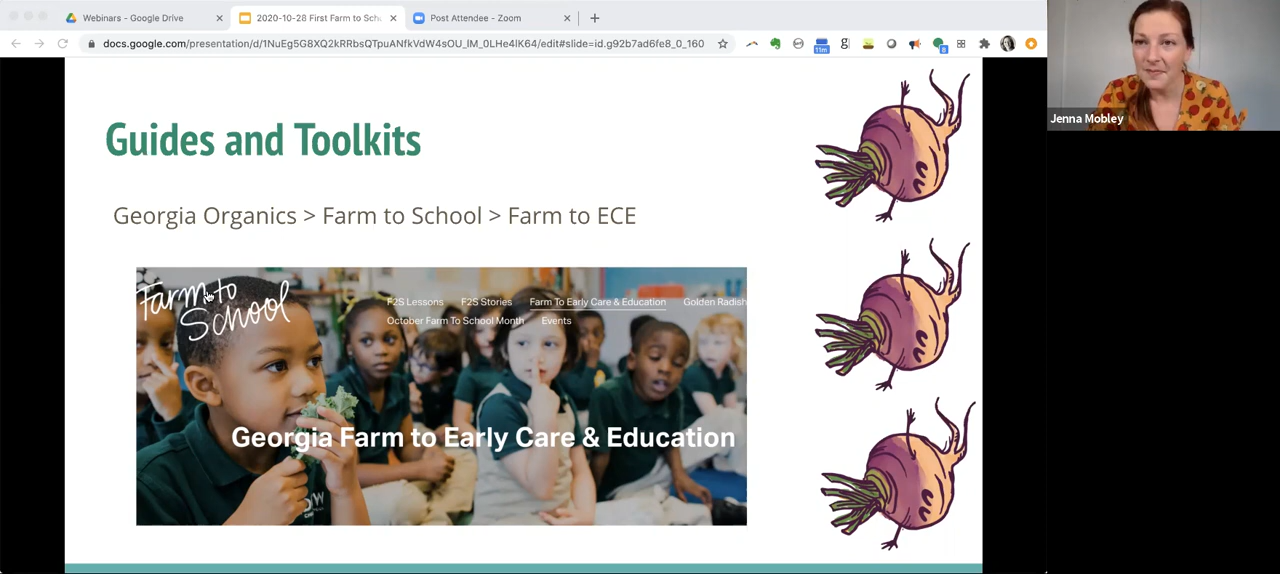 Webinars - Google Drive
2020-10-28 First Farm to Sch
Post Attendee - Zoom
docs.google.com/presentation/d/1NuEg5G8XQ2kRRbsQTpuANfkVdW4sOU_lM_0LHe4lK64/edit#slide=id.g92b7ad6fe8_0_160
11m
8
Jenna Mobley
Guides and Toolkits
Georgia Organics > Farm to School > Farm to ECE
Farm to
School
F2S Lessons F2S Stories Farm To Early Care & Education Golden Radish
October Farm To School Month Events
Georgia Farm to Early Care & Education